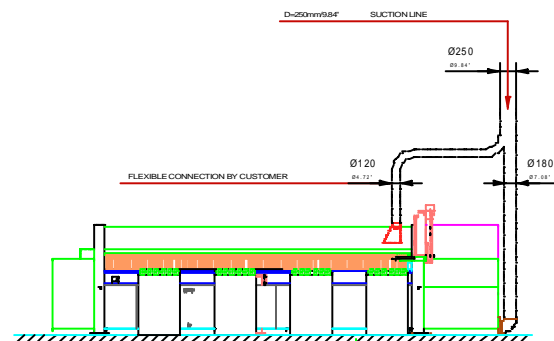 D=250mm/9.84" SUCTION LINE
Ø250
Ø9.84"
Ø120
Ø4.72"
Ø180
Ø7.08"
FLEXIBLE CONNECTION BY CUSTOMER